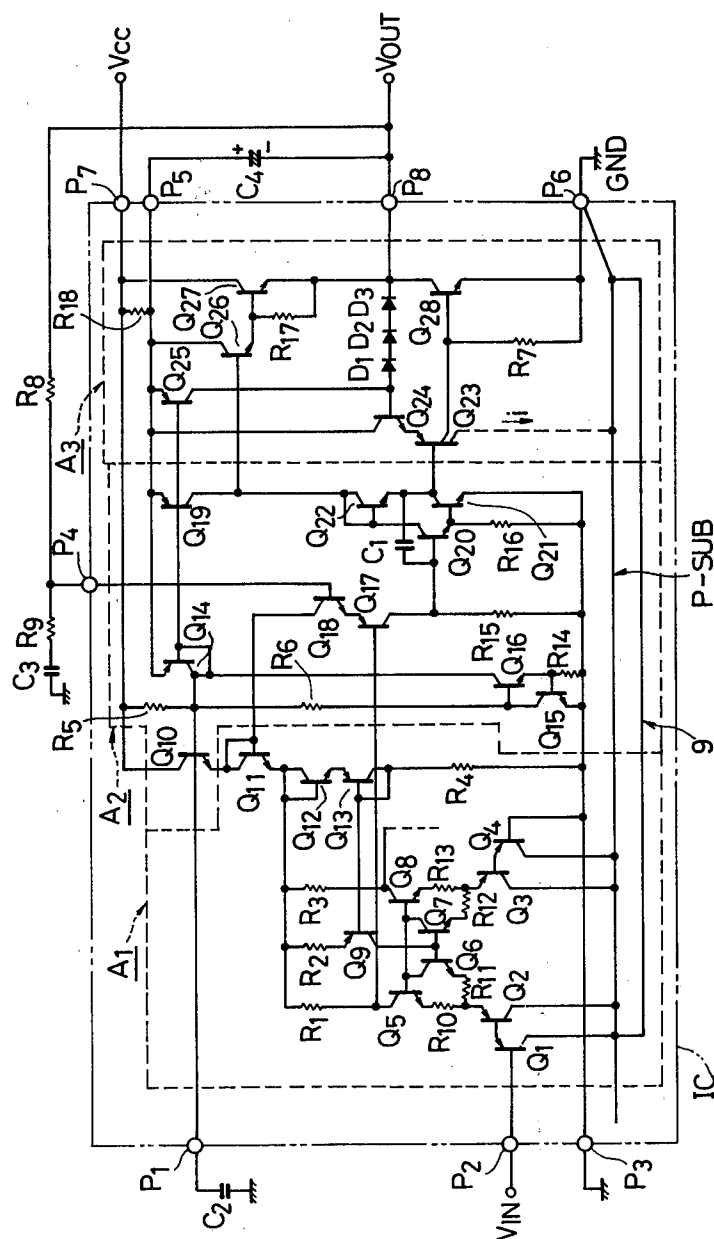 Vcc
VOUT
P7
P5
C4
+
-
P8
P6
GND
R18
Q27
Q26
R17
Q25
D1 D2 D3
Q28
R7
R8
A3
Q24
Q23
i
Q19
Q22
C1
Q20
R16
Q21
P4
R9
C3
Q14
Q18
Q17
R6
R15
Q16
R14
Q15
P-SUB
9
R5
Q10
A2
Q11
Q12
Q13
R4
A1
R3
R2
R1
Q9
Q8
Q7
Q6
Q5
R13
R12
R11
R10
Q4
Q3
Q2
Q1
P1
C2
P2
VIN
P3
IC